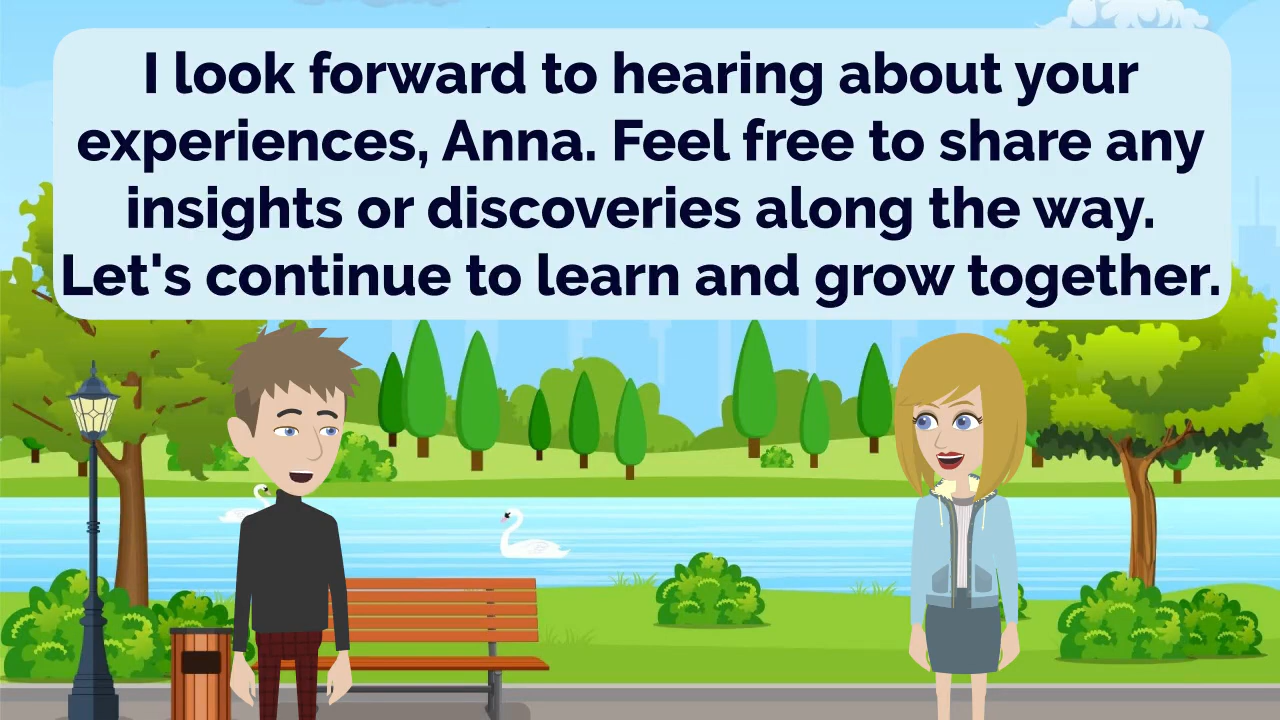 I look forward to hearing about your
experiences, Anna. Feel free to share any
insights or discoveries along the way.
Let's continue to learn and grow together.